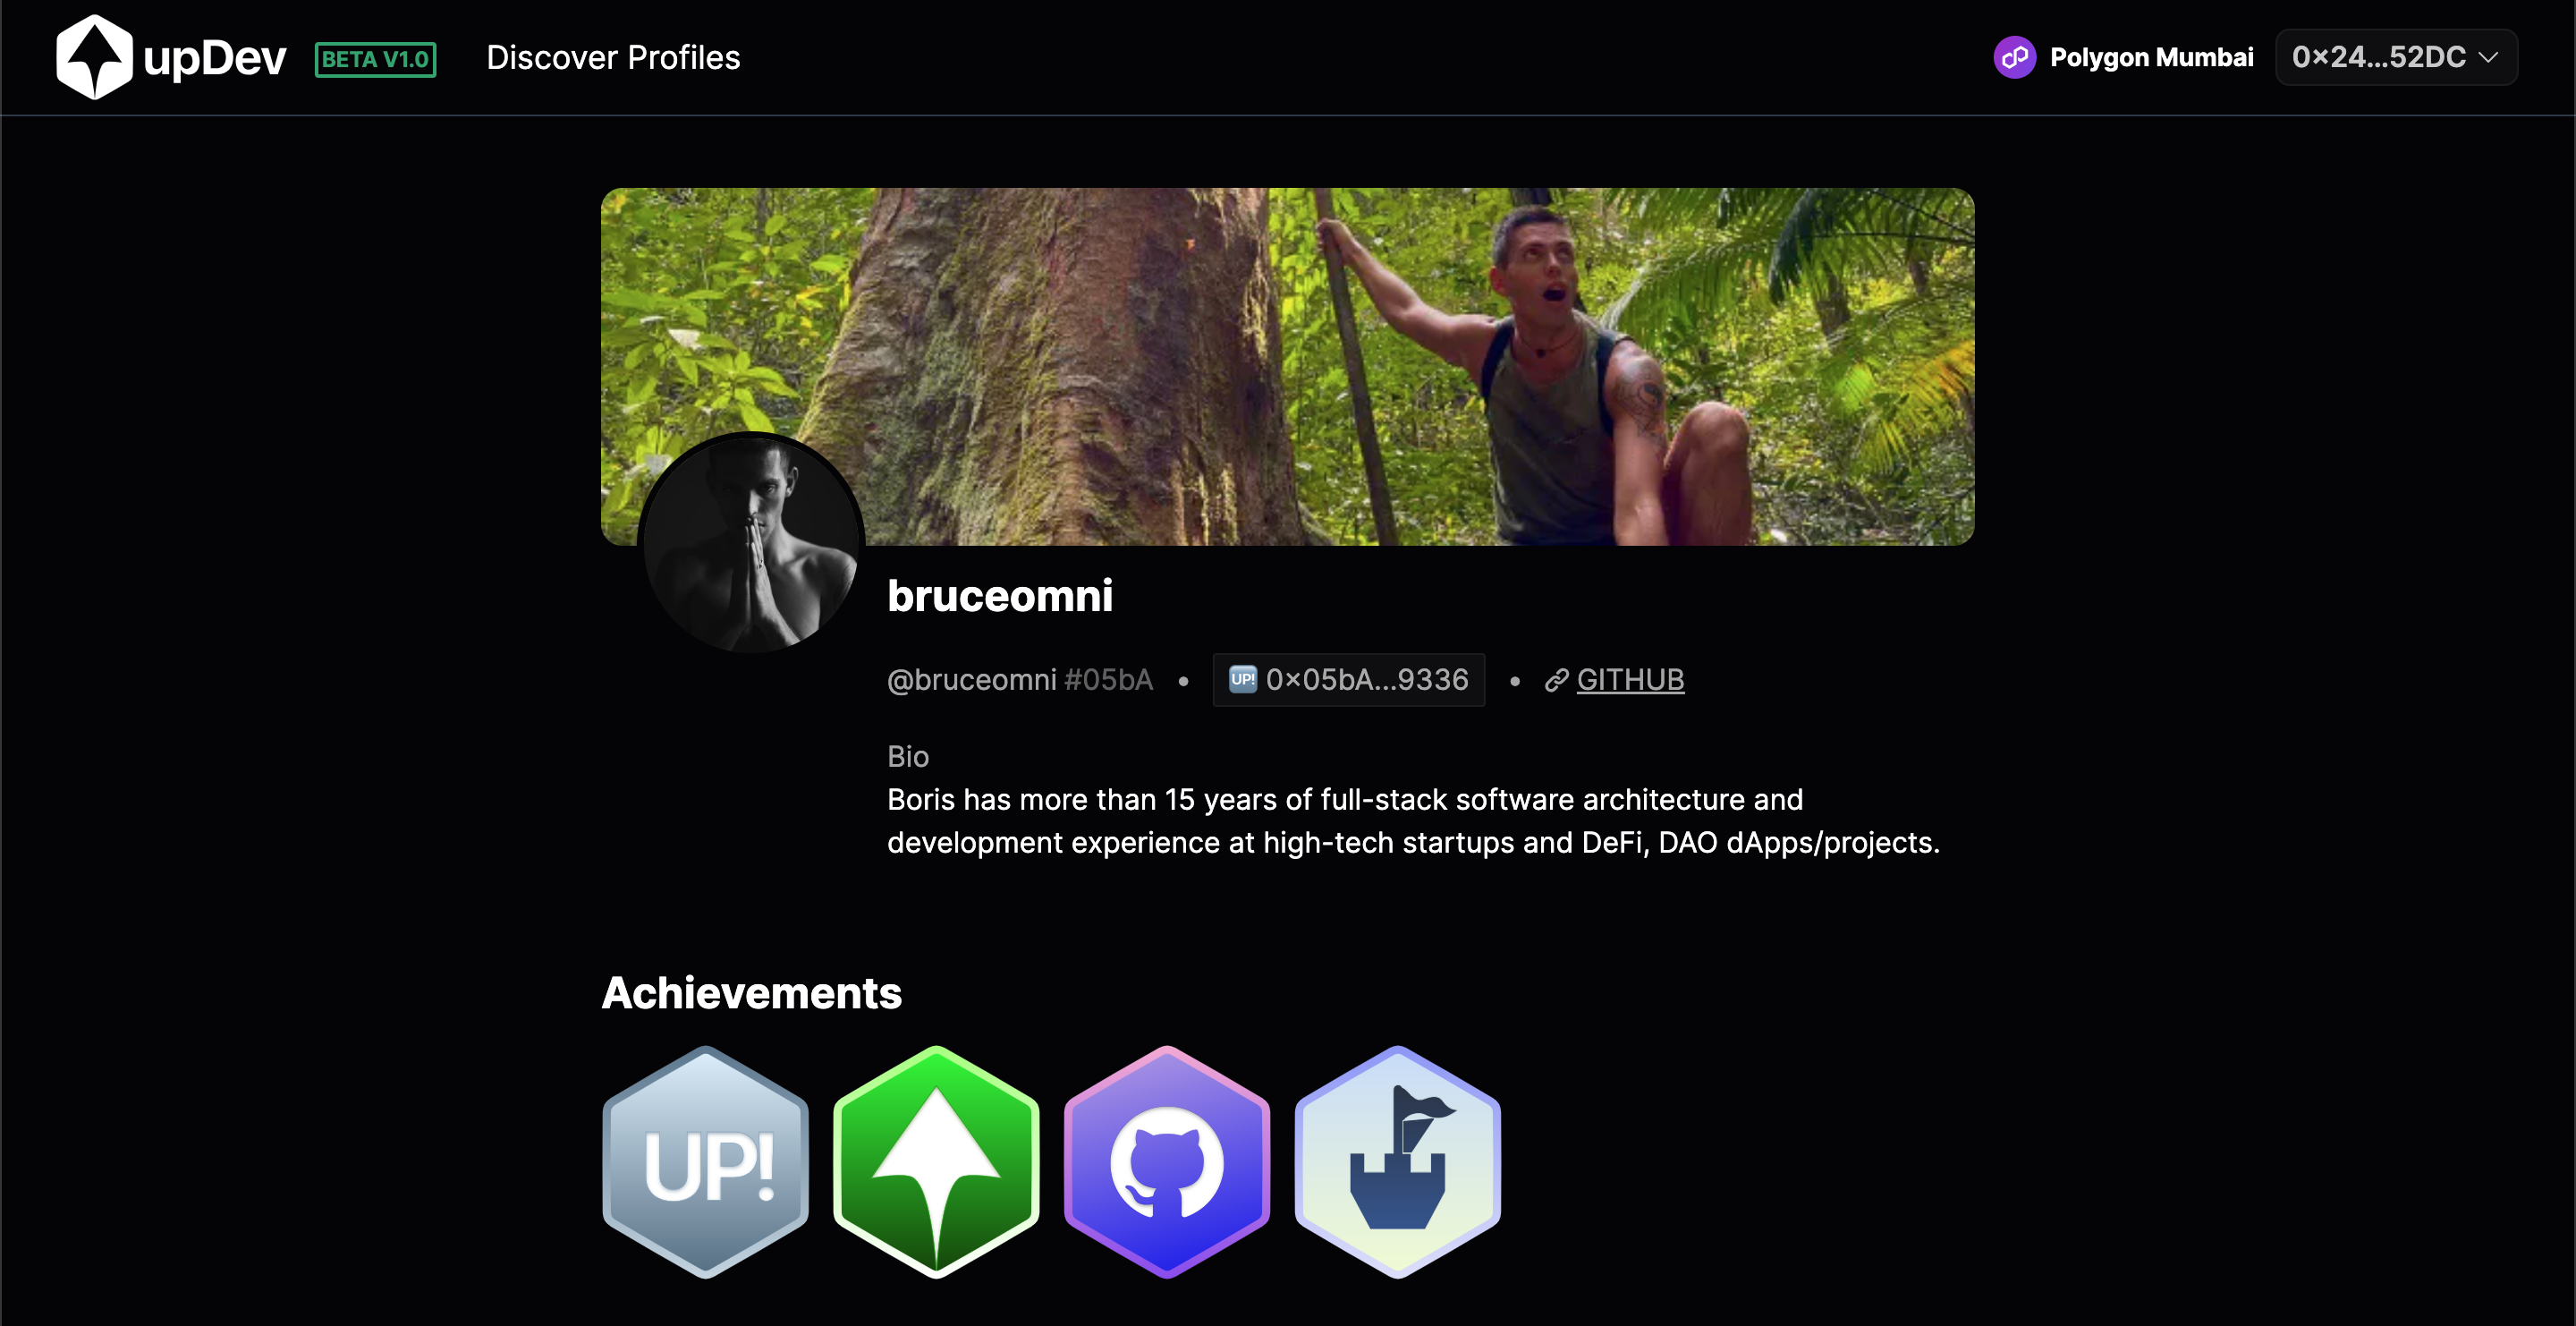 upDev BETA V1.0 Discover Profiles Polygon Mumbai 0×24...52DC
bruceomni
@bruceomni #05bA • UP! 0×05bA...9336 • GITHUB
Bio
Boris has more than 15 years of full-stack software architecture and
development experience at high-tech startups and DeFi, DAO dApps/projects.
Achievements
UP!